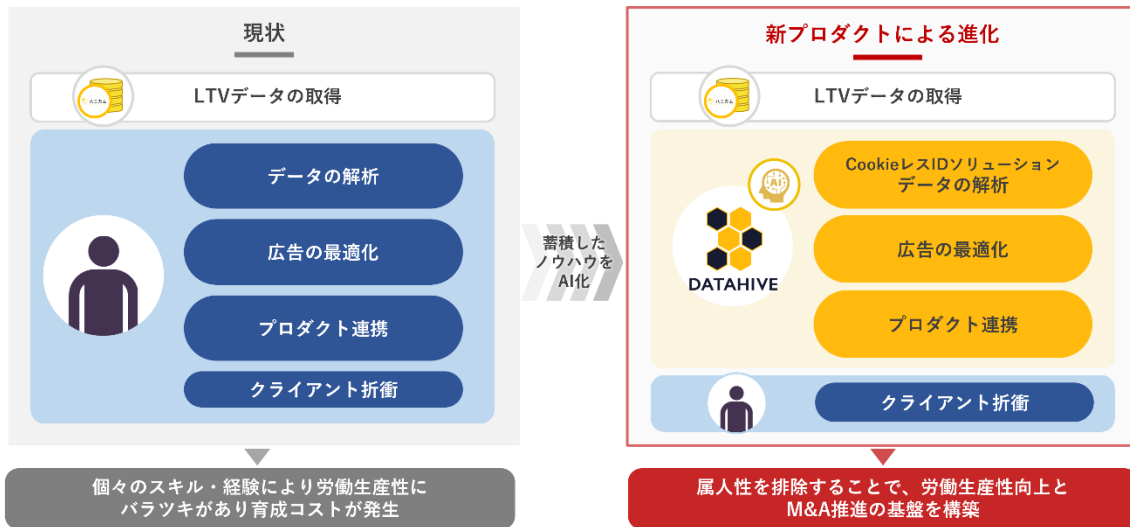 現状
ハニカム
LTVデータの取得
データの解析
広告の最適化
プロダクト連携
クライアント折衝
個々のスキル・経験により労働生産性に
バラツキがあり育成コストが発生
蓄積した
ノウハウを
AI化
新プロダクトによる進化
ハニカム
LTVデータの取得
AI
DATAHIVE
CookieレスIDソリューション
データの解析
広告の最適化
プロダクト連携
クライアント折衝
属人性を排除することで、労働生産性向上と
M&A推進の基盤を構築